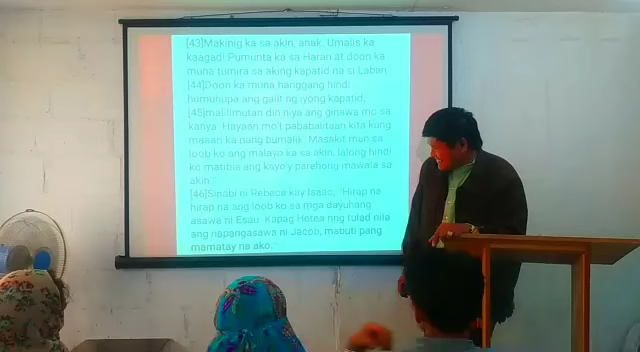 [43]Makinig ka sa akin, anak. Umalis ka
kaagad! Pumunta ka sa Haran at doon ka
muna tumira sa aking kapatid na si Laban.
[44]Doon ka muna hanggang hindi
humuhupa ang galit ng iyong kapatid,
[45]malilimutan din niya ang ginawa mo sa
kanya. Hayaan mo't pababalitaan kita kung
maaari ka nang bumalik. Masakit man sa
loob ko ang malayo ka sa akin, lalong hindi
ko matitiis ang kayo'y parehong mawala sa
akin."
[46]Sinabi ni Rebeca kay Isaac, "Hirap na
hirap na ang loob ko sa mga dayuhang
asawa ni Esau. Kapag Hetea ring tulad nila
ang napangasawa ni Jacob, mabuti pang
mamatay na ako."